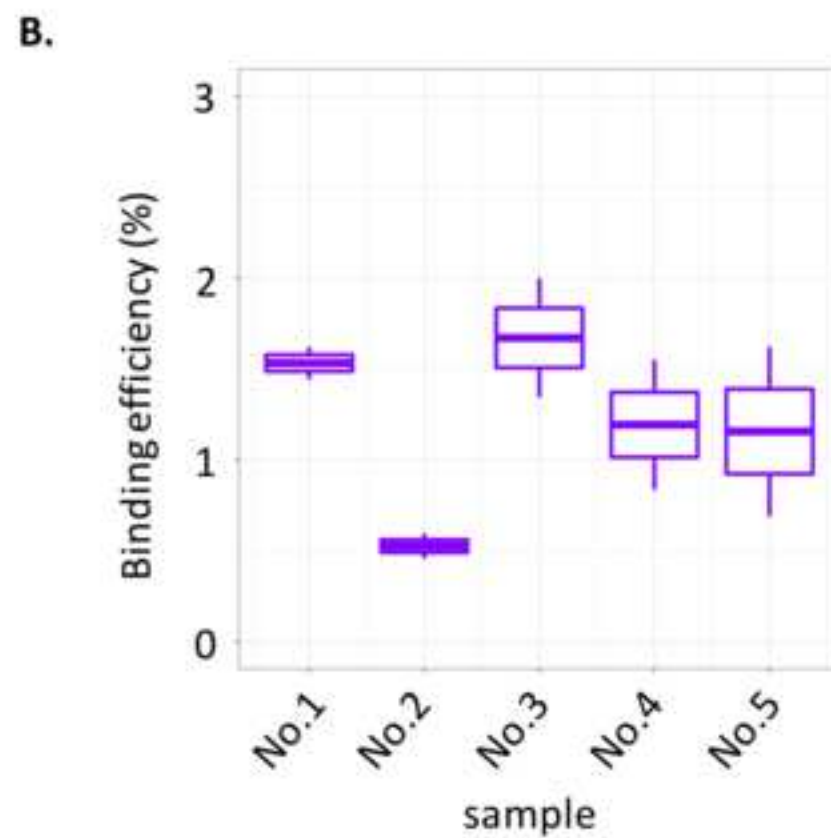 B.
Binding efficiency (%)
3
2
1
0
No.1
No.2
No.3
No.4
No.5
sample